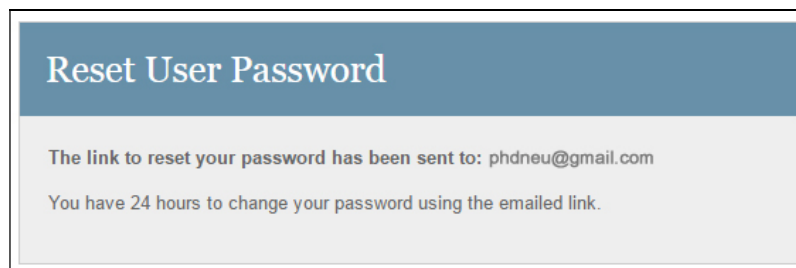 Reset User Password
The link to reset your password has been sent to: phdneu@gmail.com
You have 24 hours to change your password using the emailed link.